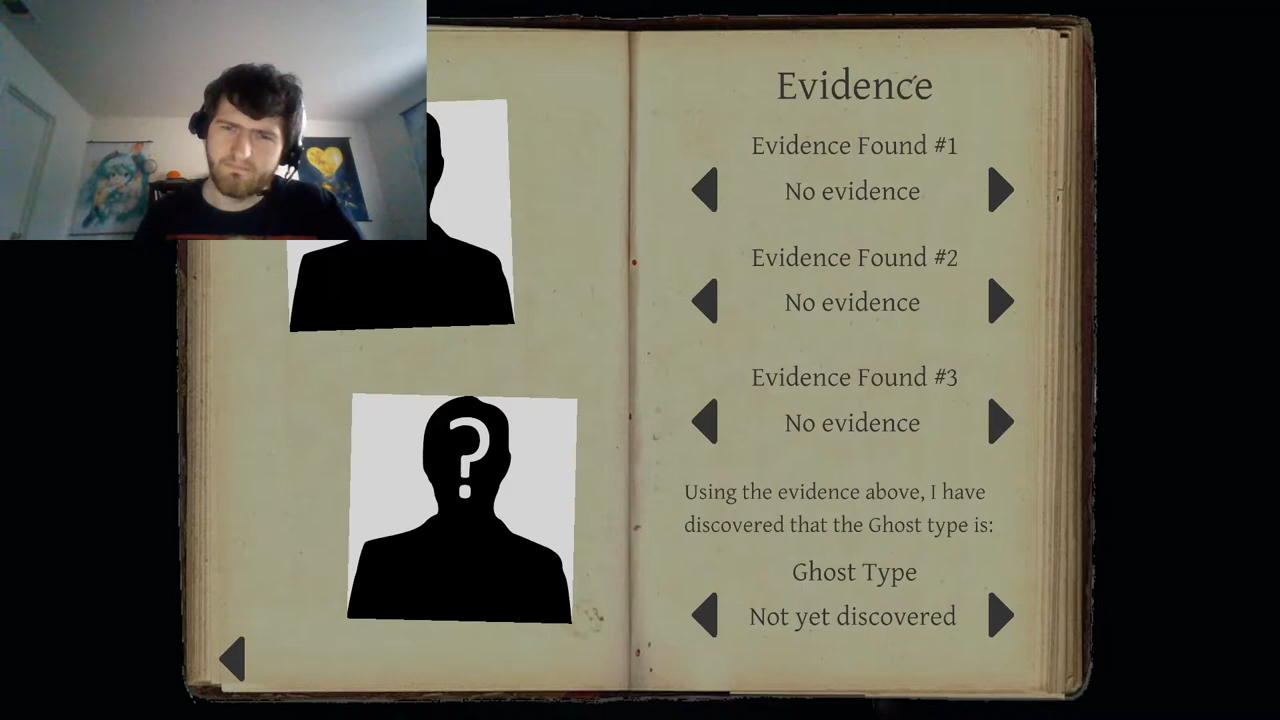 Evidence
Evidence Found #1
No evidence
Evidence Found #2
No evidence
Evidence Found #3
No evidence
Using the evidence above, I have
discovered that the Ghost type is:
Ghost Type
Not yet discovered
?